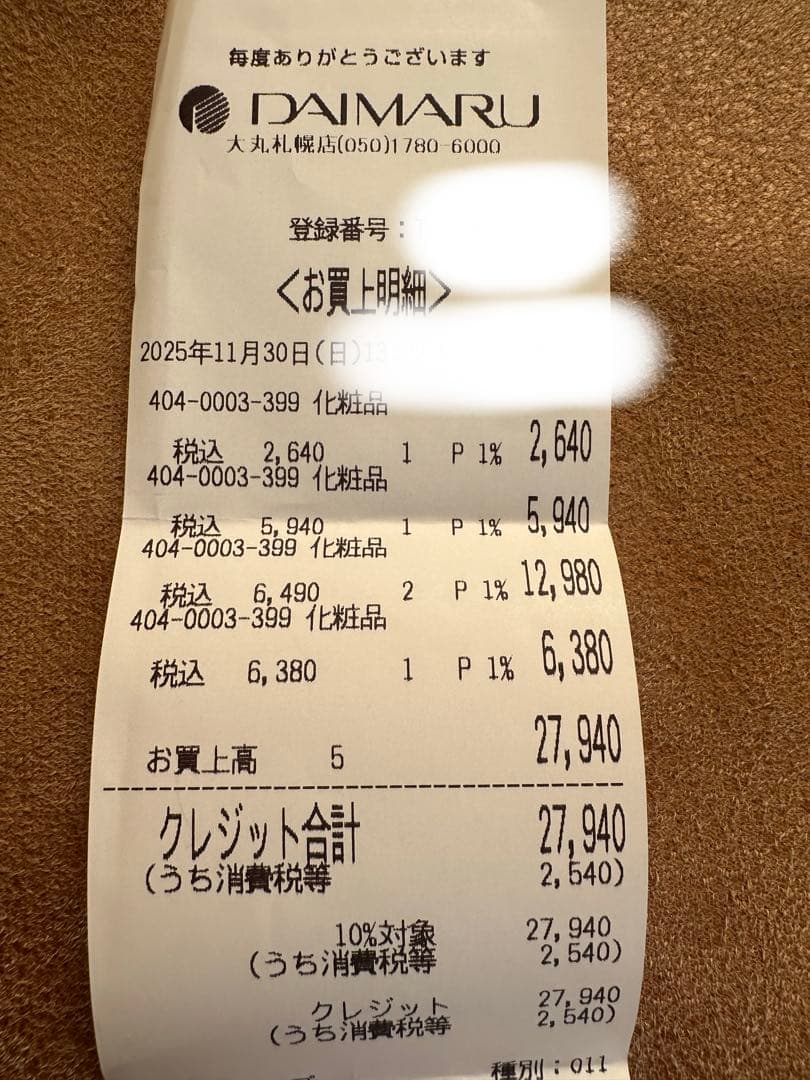 毎度ありがとうございます
DAIMARU
大丸札幌店(050)1780-6000
登録番号:
<お買上明細>
2025年11月30日(日)
404-0003-399 化粧品
税込 2,640 1 P 1% 2,640
404-0003-399 化粧品
税込 5,940 1 P 1% 5,940
404-0003-399 化粧品
税込 6,490 2 P 1% 12,980
404-0003-399 化粧品
税込 6,380 1 P 1% 6,380
お買上高 5 27,940
クレジット合計 27,940
(うち消費税等 2,540)
10%対象 27,940
(うち消費税等 2,540)
クレジット 27,940
(うち消費税等 2,540)
種別:011